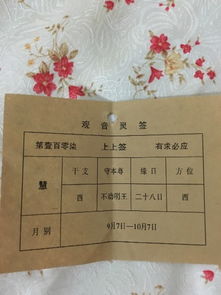 观音灵签
第壹百零柒 上上签 有求必应
慧 干支 守本尊 缘日 方位
酉 不动明王 二十八日 西
月别 9月7日—10月7日